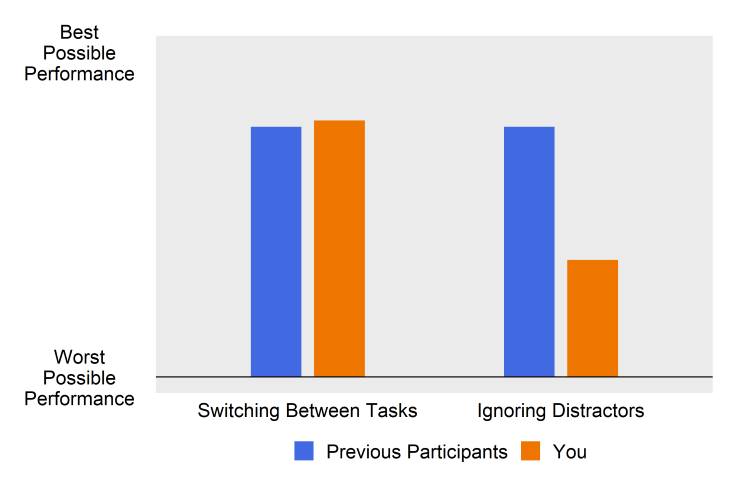 Best
Possible
Performance
Worst
Possible
Performance
Switching Between Tasks
Ignoring Distractors
Previous Participants
You